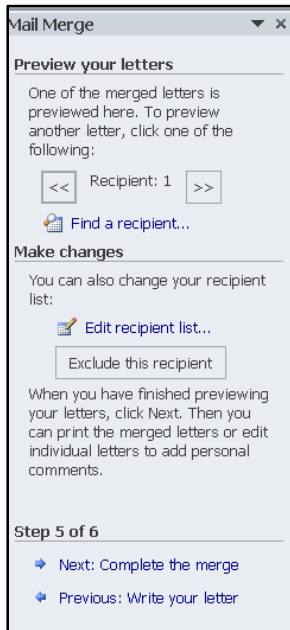 Mail Merge
Preview your letters
One of the merged letters is
previewed here. To preview
another letter, click one of the
following:
<< Recipient: 1 >>
Find a recipient...
Make changes
You can also change your recipient
list:
Edit recipient list...
Exclude this recipient
When you have finished previewing
your letters, click Next. Then you
can print the merged letters or edit
individual letters to add personal
comments.
Step 5 of 6
Next: Complete the merge
Previous: Write your letter